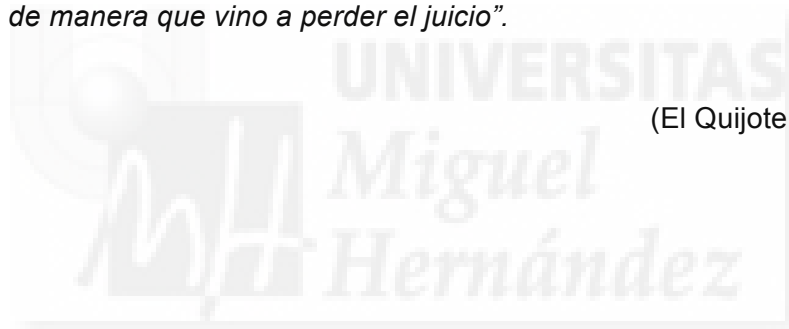 de manera que vino a perder el juicio”.
UNIVERSITAS
(El Quijote
Miguel
Hernández